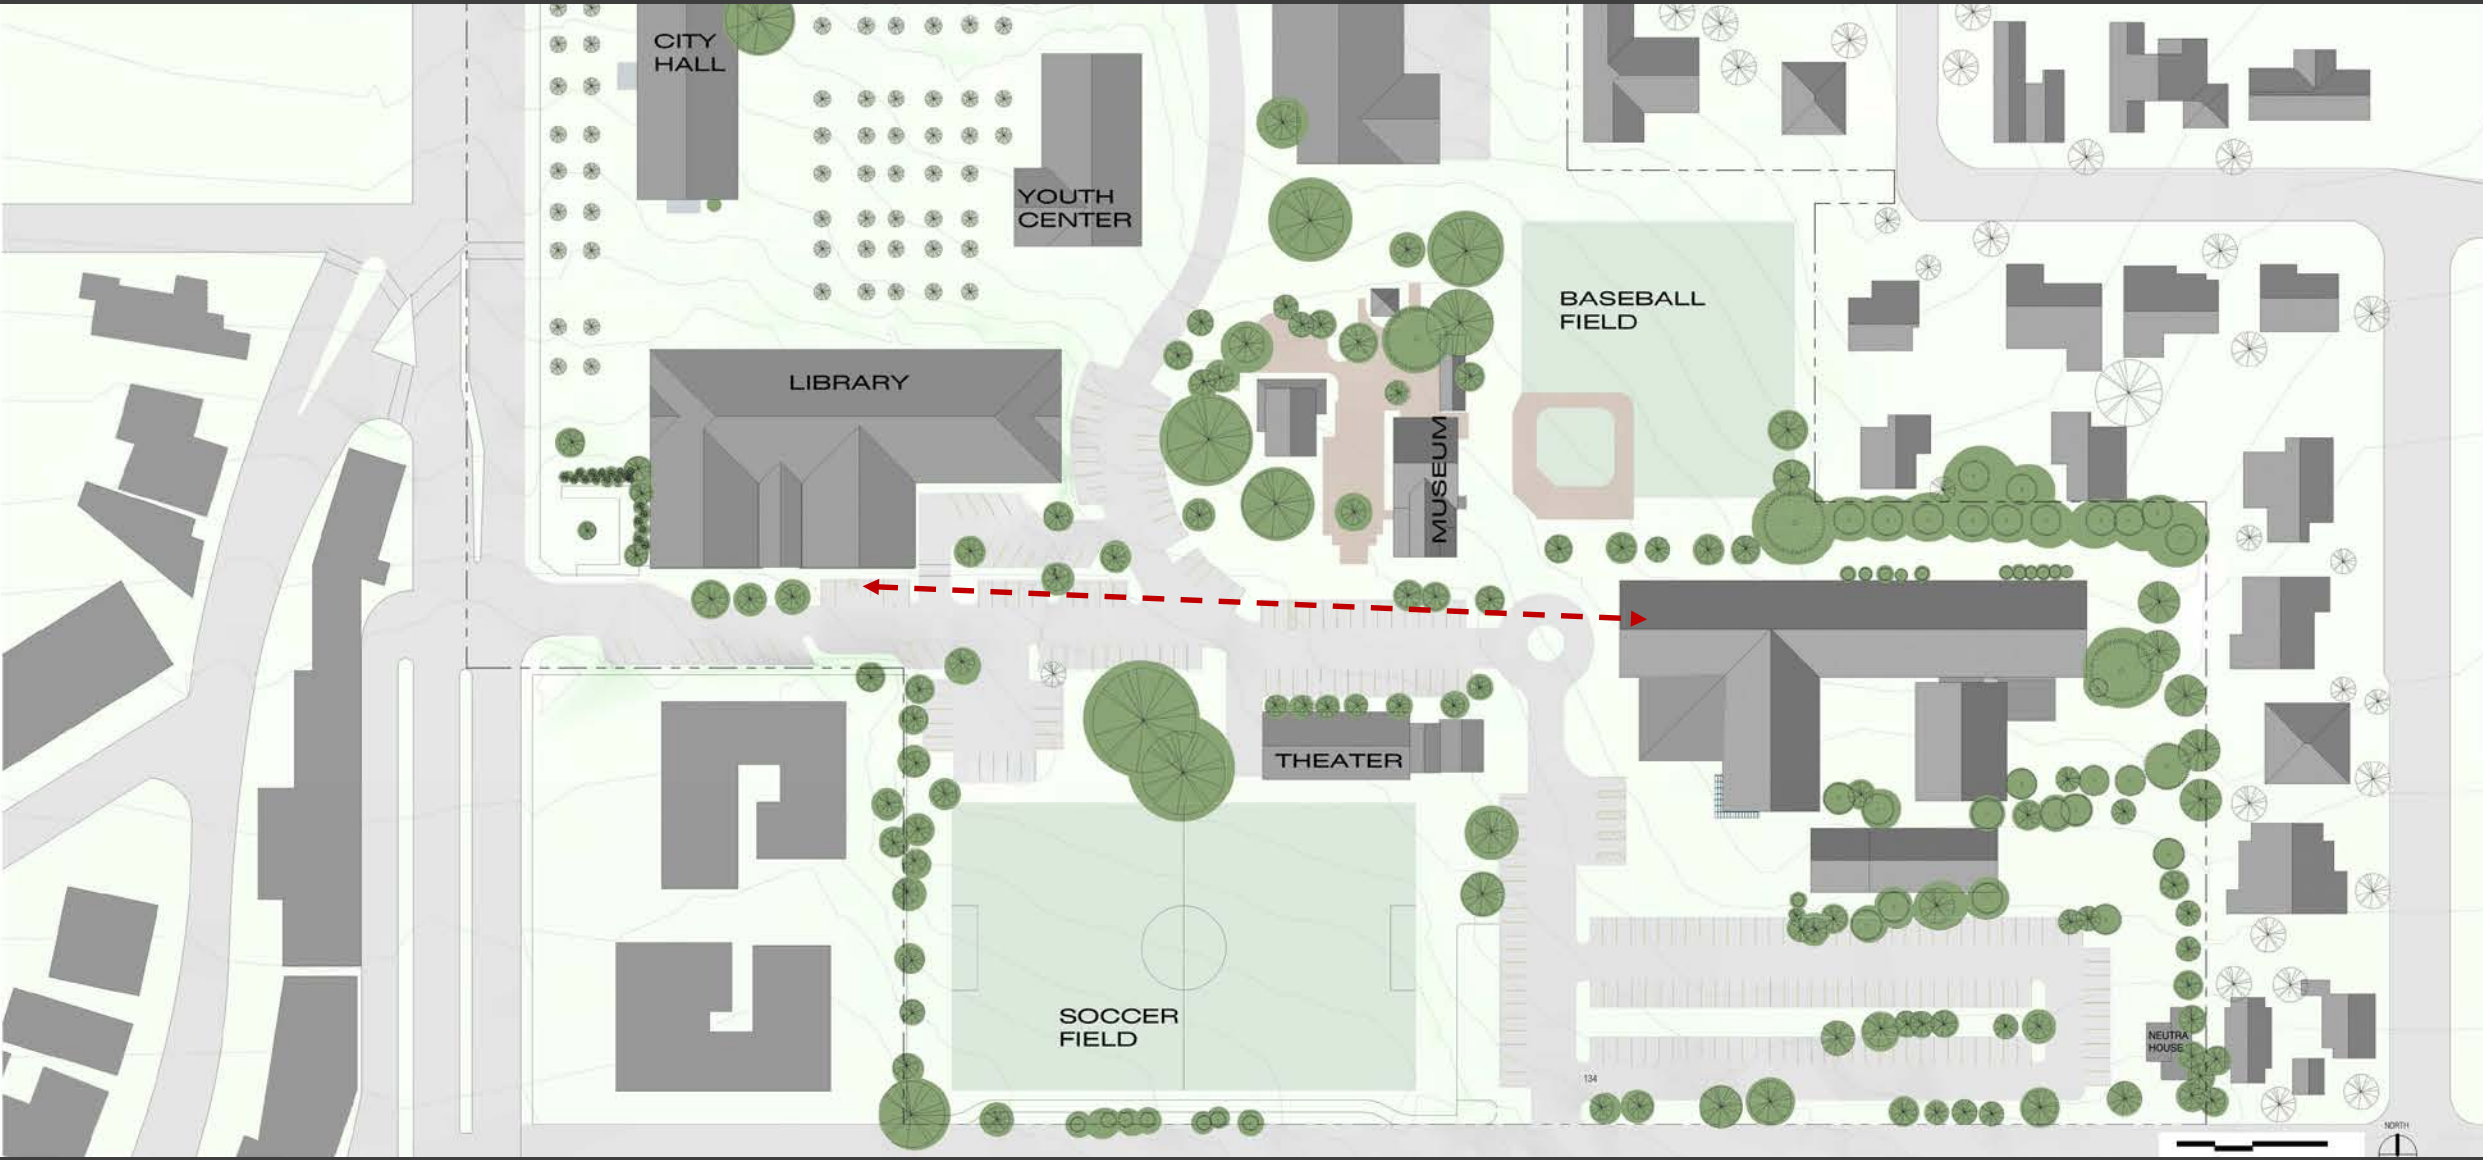 CITY
HALL
YOUTH
CENTER
BASEBALL
FIELD
LIBRARY
MUSEUM
THEATER
SOCCER
FIELD
NEUTRA
HOUSE
134
NORTH